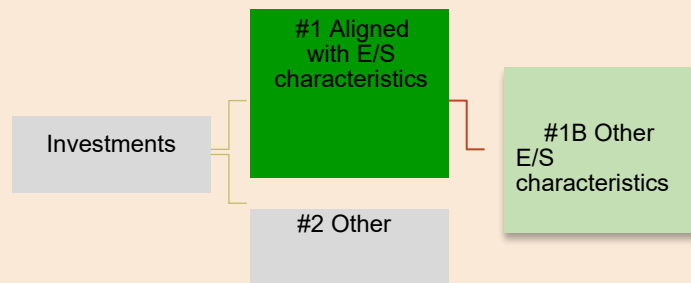 #1 Aligned
with E/S
characteristics
Investments
#1B Other
E/S
characteristics
#2 Other